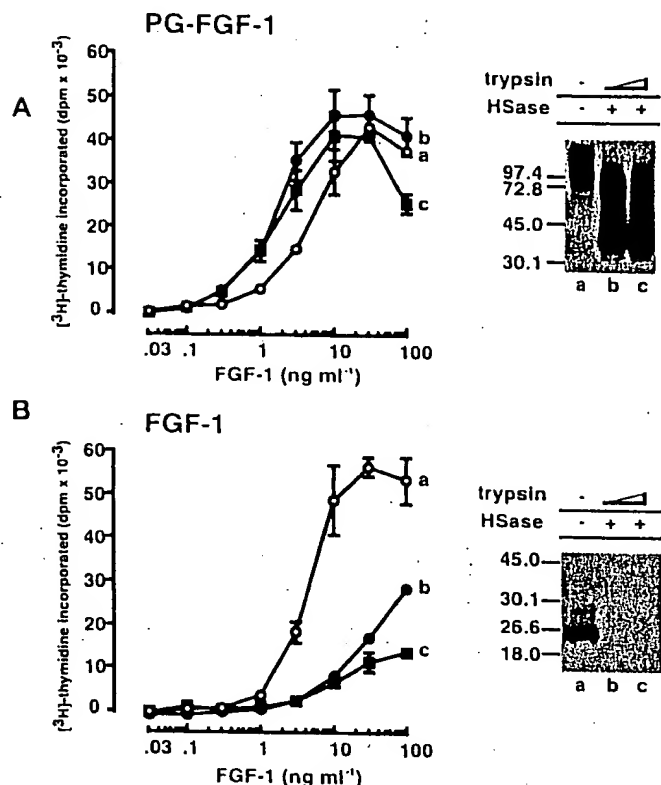 PG-FGF-1
A
[³H]-thymidine incorporated (dpm x 10⁻³)
60
50
40
30
20
10
0
b
a
c
.03 .1 1 10 100
FGF-1 (ng ml⁻¹)
trypsin -
HSase - + +
97.4
72.8
45.0
30.1
a b c
B
FGF-1
[³H]-thymidine incorporated (dpm x 10⁻³)
60
50
40
30
20
10
0
a
b
c
.03 .1 1 10 100
FGF-1 (ng ml⁻¹)
trypsin -
HSase - + +
45.0
30.1
26.6
18.0
a b c